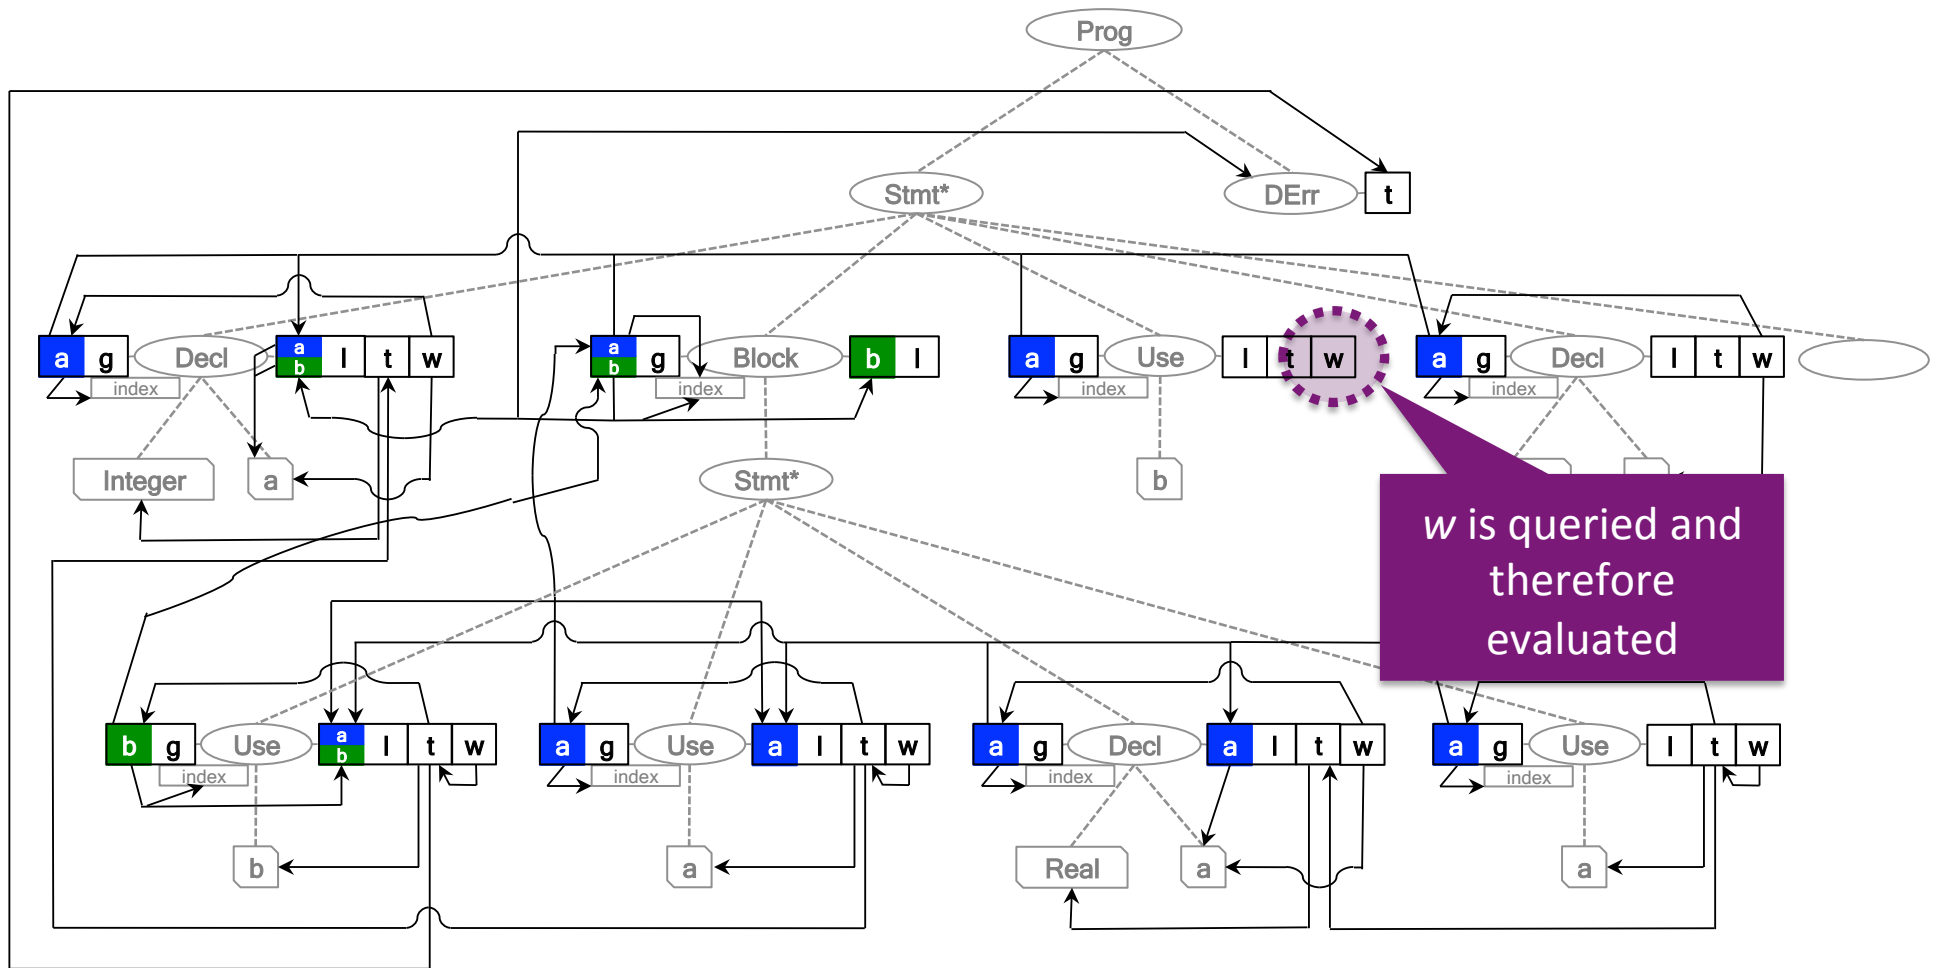 Prog
Stmt*
DErr
t
a g
index
Decl
a b l t w
a b g
index
Block
b l
a g
index
Use
l t w
a g
index
Decl
l t w
Integer
a
Stmt*
b
w is queried and
therefore
evaluated
b g
index
Use
a b l t w
a g
index
Use
a l t w
a g
index
Decl
a l t w
a g
index
Use
l t w
b
a
Real
a
a